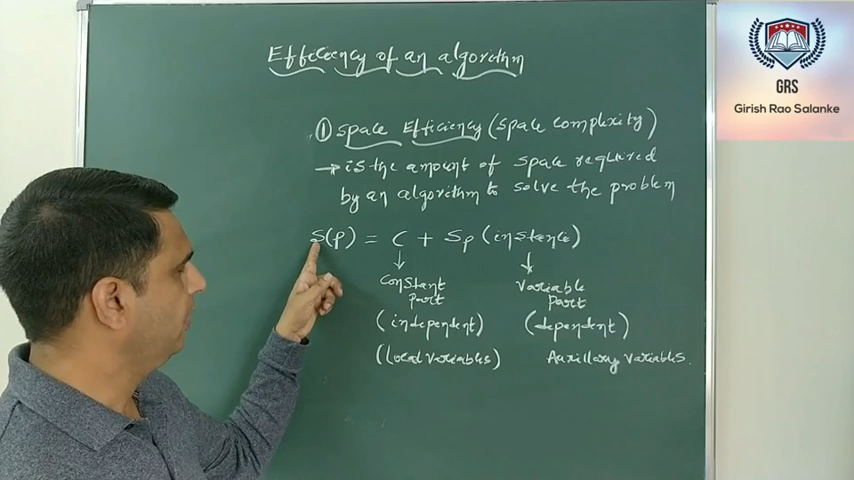 Efficiency of an algorithm
GRS
Girish Rao Salanke
① Space Efficiency (Space complexity)
→ is the amount of space required
by an algorithm to solve the problem
S(P) = C + Sp (instance)
↓ ↓
Constant part
Variable part
(independent) (dependent)
(local variables) Auxillary variables.